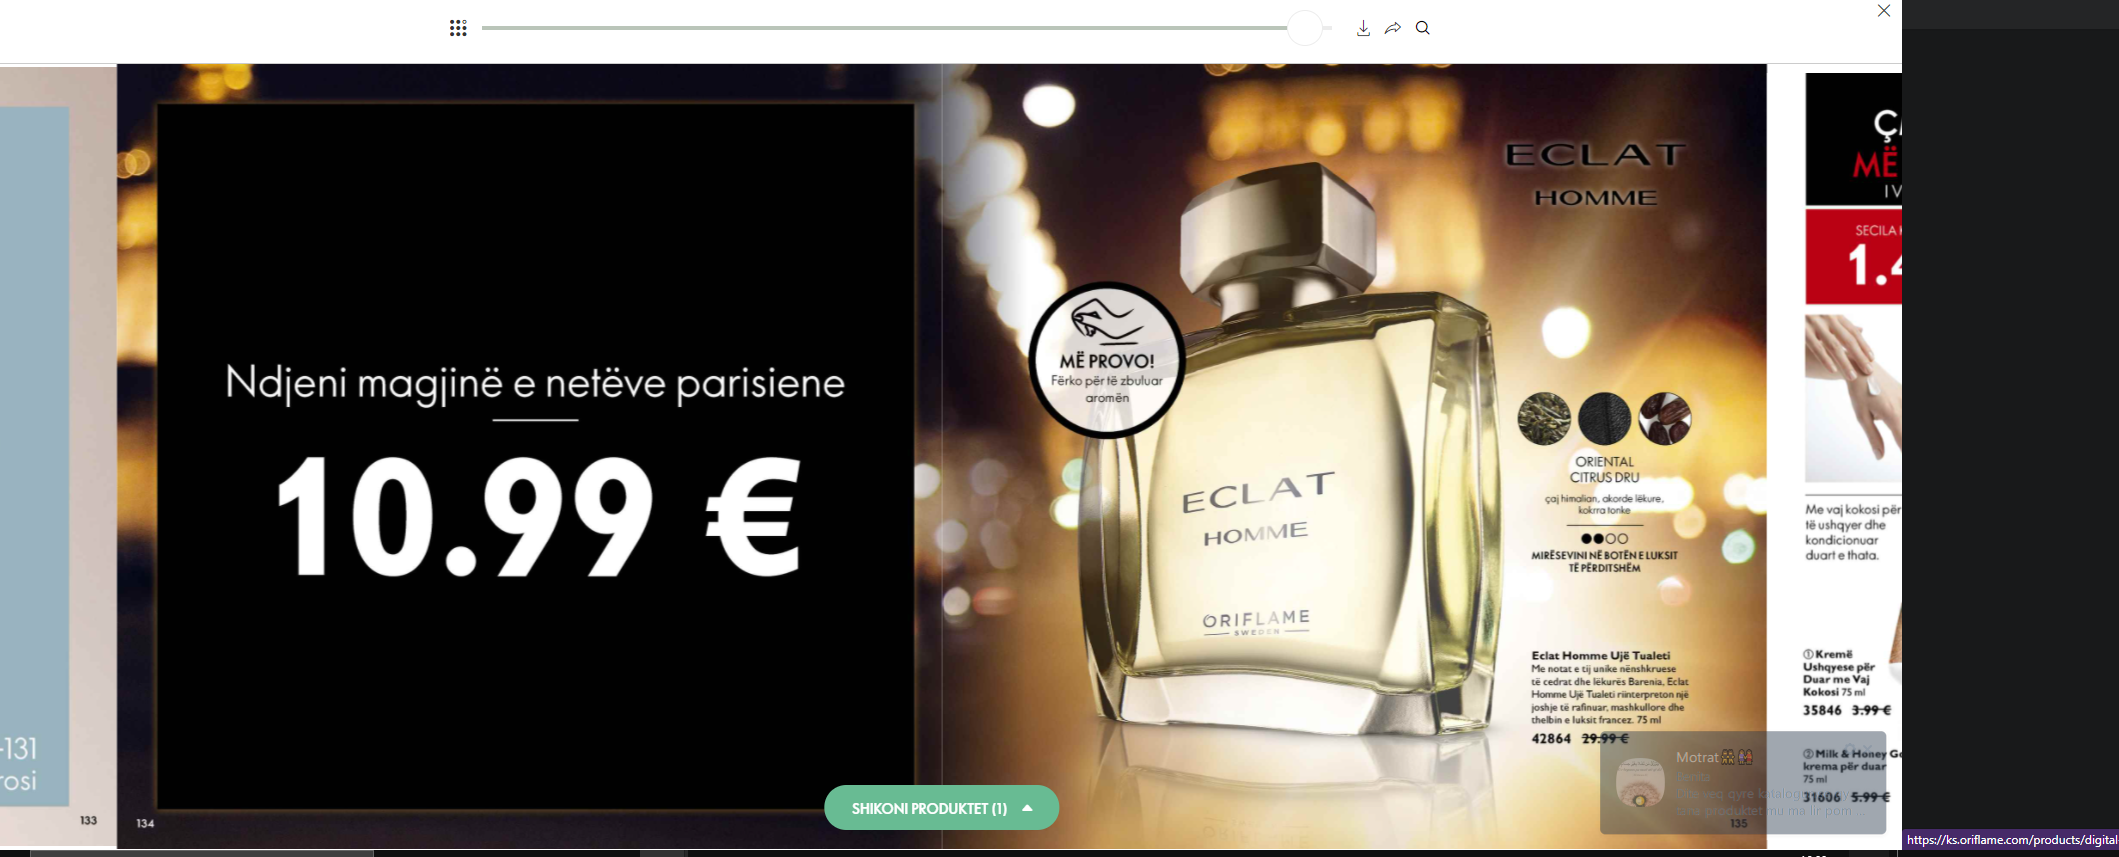 -131
rosi
133
Ndjeni magjinë e netëve parisiene
10.99 €
134
SHIKONI PRODUKTET (1)
MË PROVO!
Fërko për të zbuluar
aromën
ECLAT
HOMME
ECLAT
HOMME
ORIFLAME
SWEDEN
ORIENTAL
CITRUS DRU
çaj himalian, akorde lëkure,
kokrra tonke
MIRËSEVINI NË BOTËN E LUKSIT
TË PËRDITSHËM
Eclat Homme Ujë Tualeti
Me notat e tij unike nënshkruese
të cedrat dhe lëkurës Barenia, Eclat
Homme Ujë Tualeti riinterpreton një
joshje të rafinuar, mashkullore dhe
thelbin e luksit francez. 75 ml
42864 29.99 €
135
Motrat
ÇA
MË
IV
SECILA
1.4
Me vaj kokosi për
të ushqyer dhe
kondicionuar
duart e thata.
① Kremë
Ushqyese për
Duar me Vaj
Kokosi 75 ml
35846 3.99 €
② Milk & Honey Go
krema për duar
75 ml
31606 5.99 €
https://ks.oriflame.com/products/digital